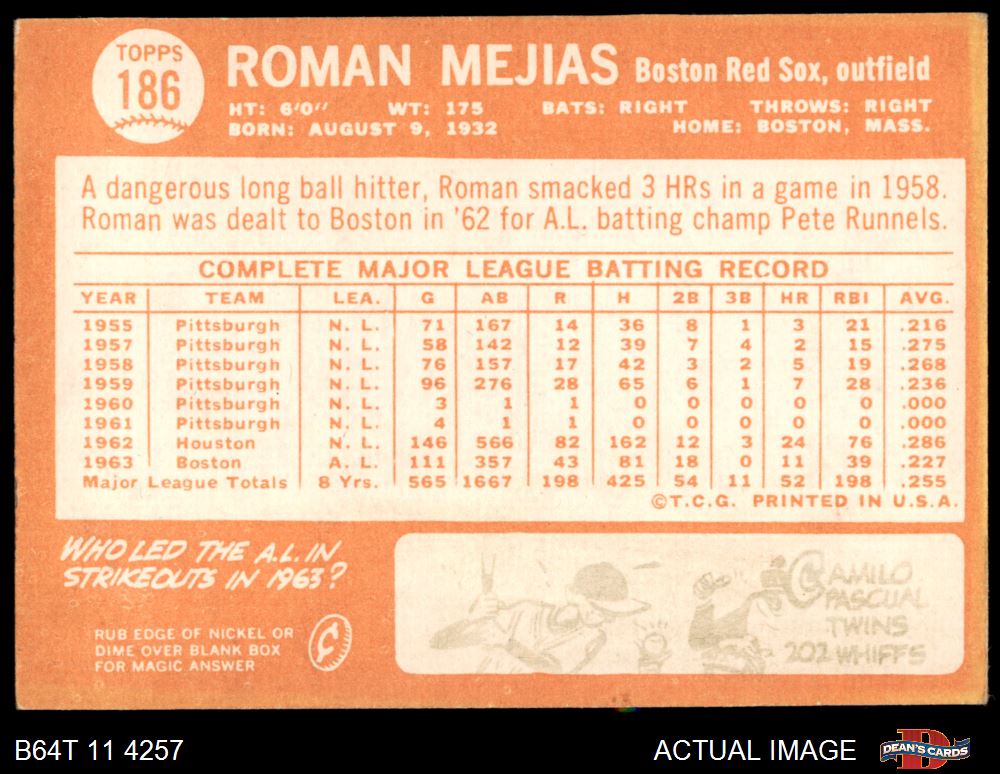 TOPPS
186
ROMAN MEJIAS Boston Red Sox, outfield
HT: 6'0" WT: 175 BATS: RIGHT THROWS: RIGHT
BORN: AUGUST 9, 1932 HOME: BOSTON, MASS.
A dangerous long ball hitter, Roman smacked 3 HRs in a game in 1958.
Roman was dealt to Boston in '62 for A.L. batting champ Pete Runnels.
COMPLETE MAJOR LEAGUE BATTING RECORD
YEAR TEAM LEA. G AB R H 2B 3B HR RBI AVG.
1955 Pittsburgh N. L. 71 167 14 36 8 1 3 21 .216
1957 Pittsburgh N. L. 58 142 12 39 7 4 2 15 .275
1958 Pittsburgh N. L. 76 157 17 42 3 2 5 19 .268
1959 Pittsburgh N. L. 96 276 28 65 6 1 7 28 .236
1960 Pittsburgh N. L. 3 1 1 0 0 0 0 0 .000
1961 Pittsburgh N. L. 4 1 1 0 0 0 0 0 .000
1962 Houston N. L. 146 566 82 162 12 3 24 76 .286
1963 Boston A. L. 111 357 43 81 18 0 11 39 .227
Major League Totals 8 Yrs. 565 1667 198 425 54 11 52 198 .255
©T.C.G. PRINTED IN U.S.A.
WHO LED THE A.L. IN
STRIKEOUTS IN 1963?
RUB EDGE OF NICKEL OR
DIME OVER BLANK BOX
FOR MAGIC ANSWER
CAMILO
PASCUAL
TWINS
202 WHIFFS
B64T 11 4257 ACTUAL IMAGE DEAN'S CARDS